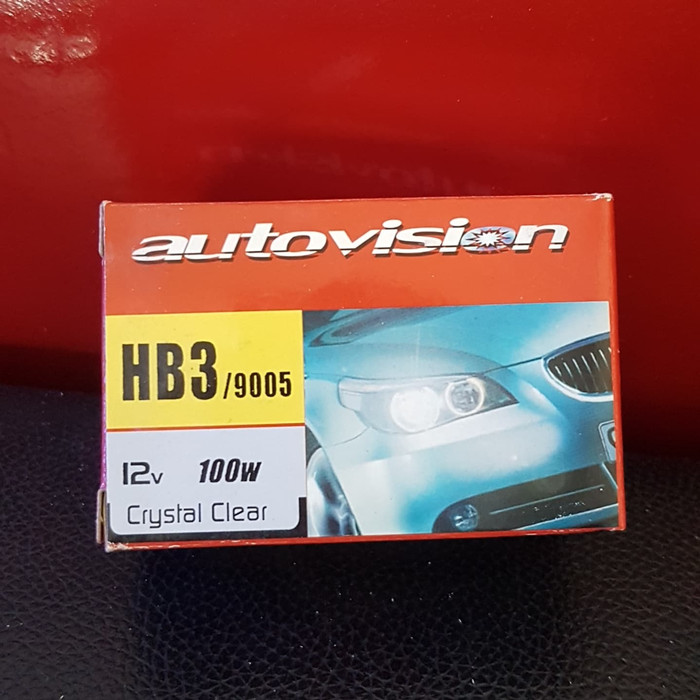 autovision
HB3/9005
12v 100w
Crystal Clear